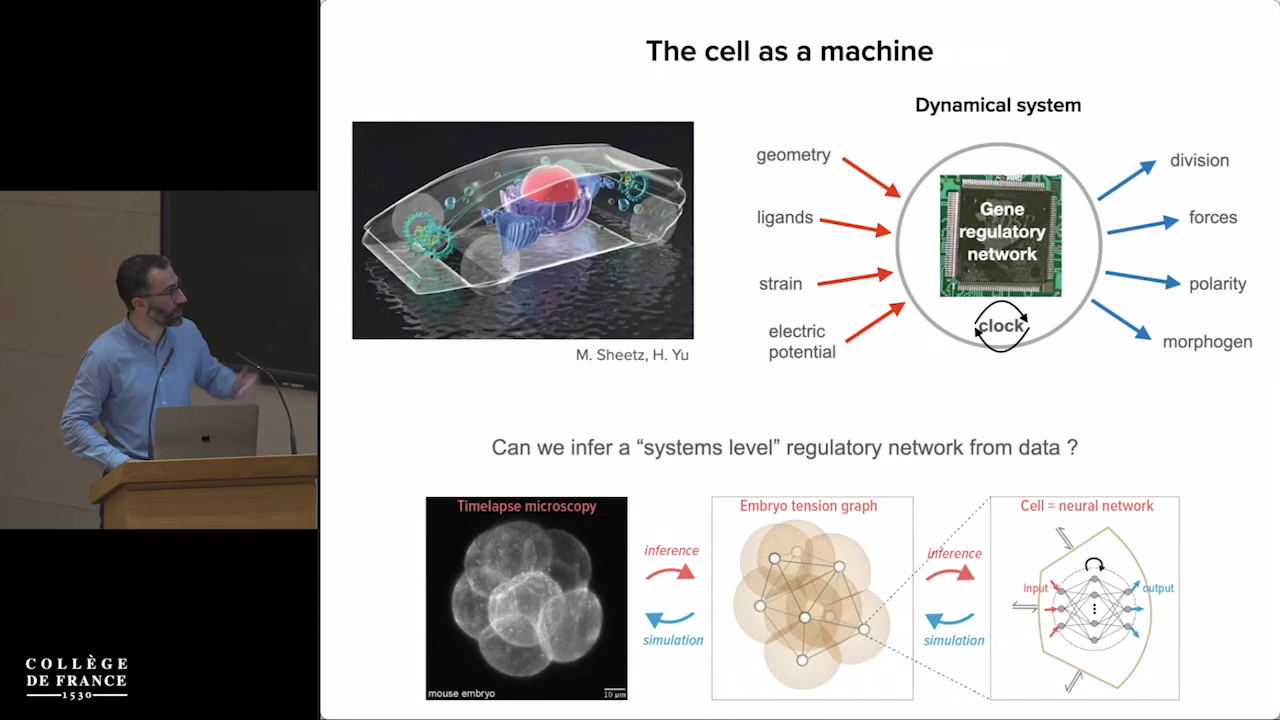 The cell as a machine
Dynamical system
geometry
ligands
strain
electric
potential
Gene
regulatory
network
clock
division
forces
polarity
morphogen
M. Sheetz, H. Yu
Can we infer a “systems level” regulatory network from data ?
Timelapse microscopy
mouse embryo
10 µm
inference
simulation
Embryo tension graph
inference
simulation
Cell = neural network
input
output
COLLÈGE
DE FRANCE
1530